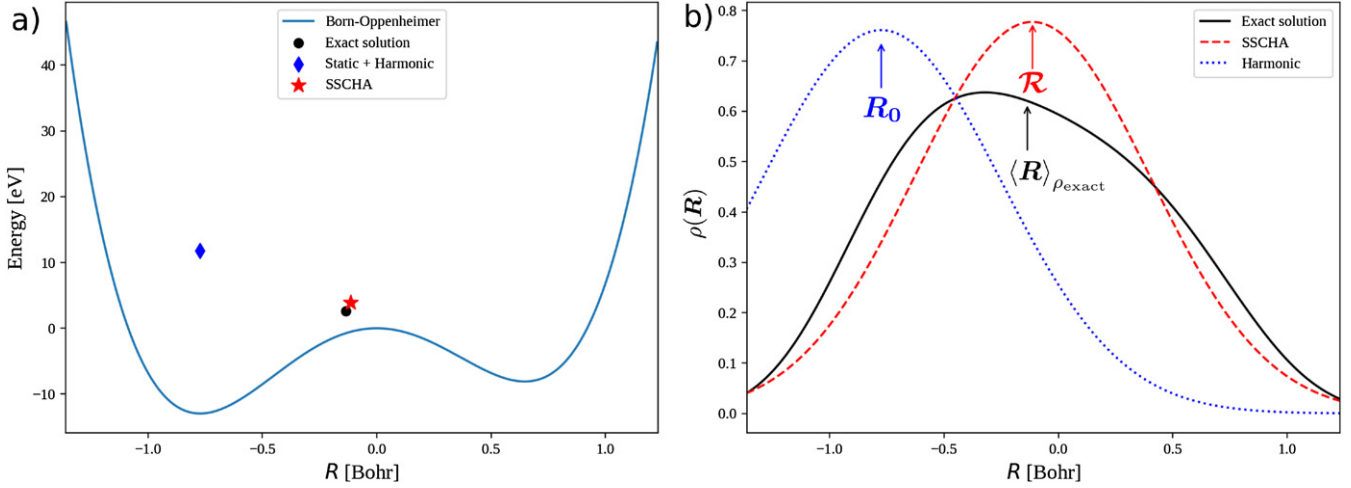 a)
Born-Oppenheimer
Exact solution
Static + Harmonic
SSCHA
Energy [eV]
40
30
20
10
0
−10
−1.0 −0.5 0.0 0.5 1.0
R [Bohr]
b)
Exact solution
SSCHA
Harmonic
R₀
ℛ
⟨R⟩ρexact
ρ(R)
0.8
0.7
0.6
0.5
0.4
0.3
0.2
0.1
0.0
−1.0 −0.5 0.0 0.5 1.0
R [Bohr]